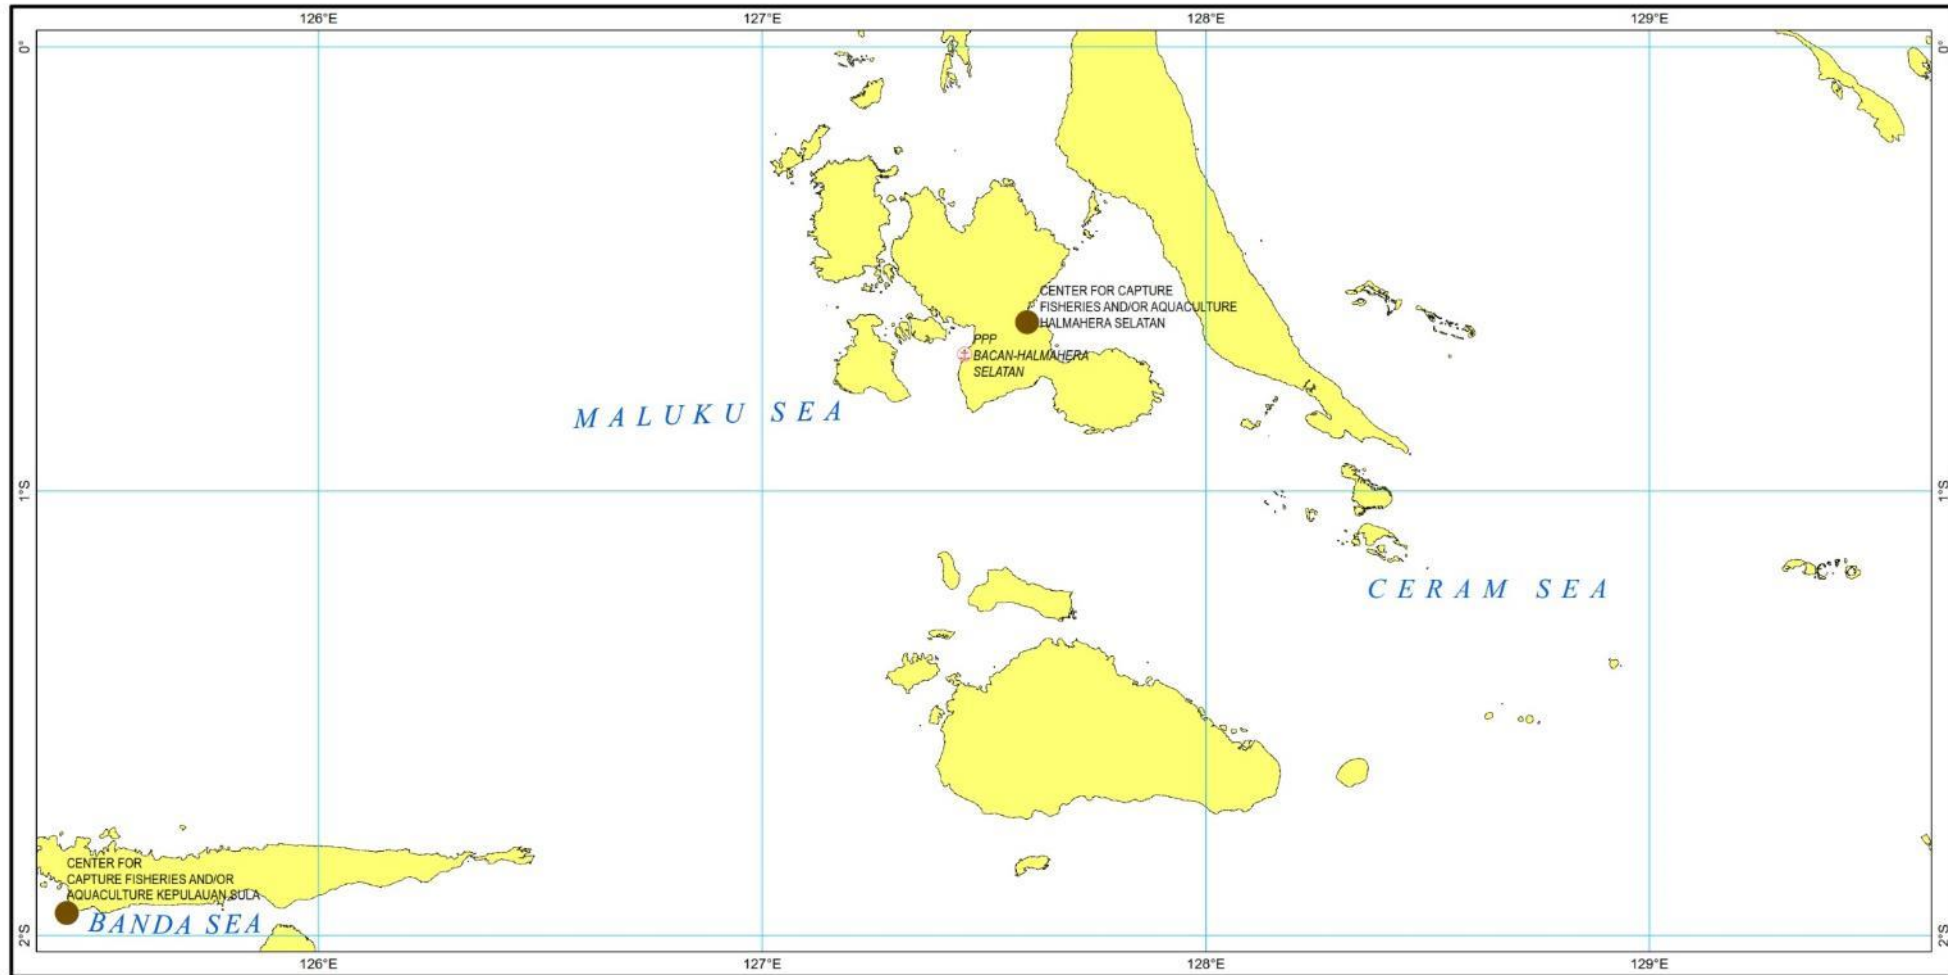 126°E 127°E 128°E 129°E
0° 0°
CENTER FOR CAPTURE
FISHERIES AND/OR AQUACULTURE
HALMAHERA SELATAN
PPP
BACAN-HALMAHERA
SELATAN
MALUKU SEA
1°S 1°S
CERAM SEA
CENTER FOR
CAPTURE FISHERIES AND/OR
AQUACULTURE KEPULAUAN SULA
BANDA SEA
2°S 2°S
126°E 127°E 128°E 129°E